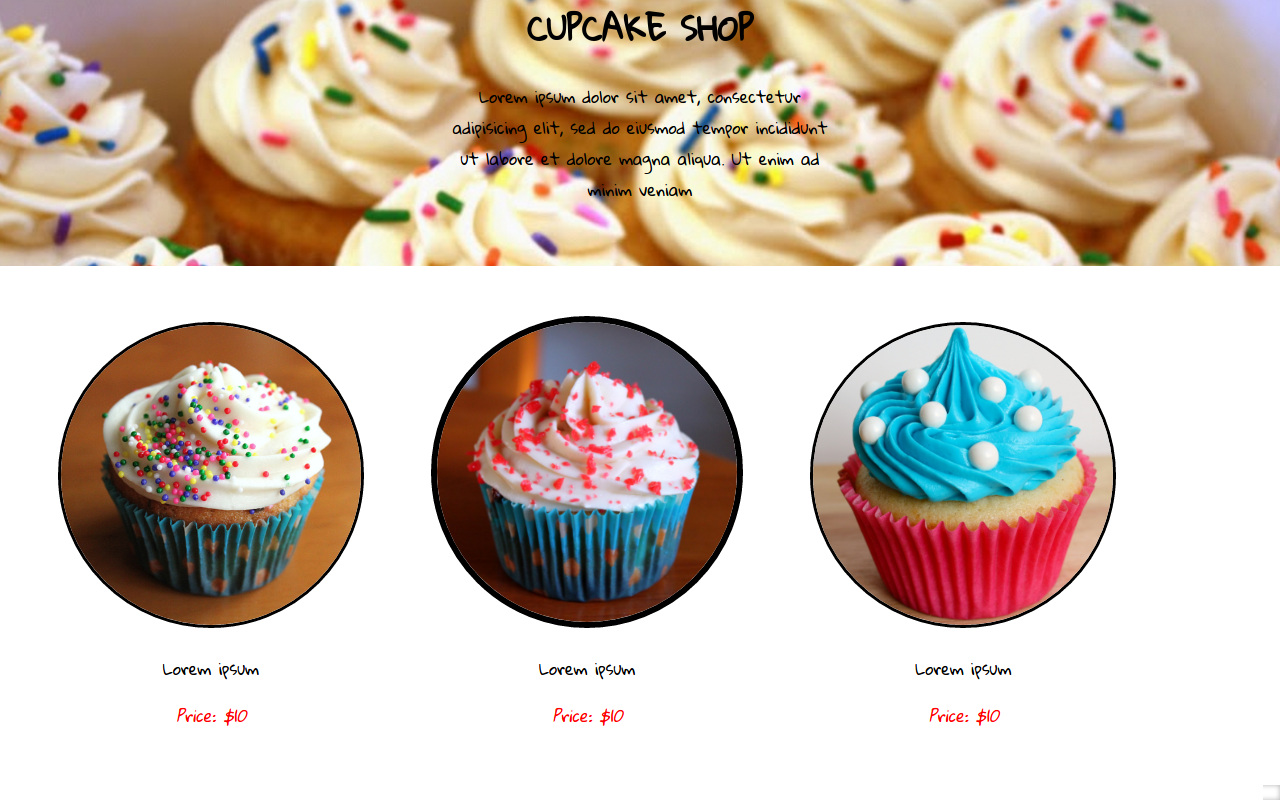 CUPCAKE SHOP
Lorem ipsum dolor sit amet, consectetur
adipisicing elit, sed do eiusmod tempor incididunt
ut labore et dolore magna aliqua. Ut enim ad
minim veniam
Lorem ipsum
Lorem ipsum
Lorem ipsum
Price: $10
Price: $10
Price: $10